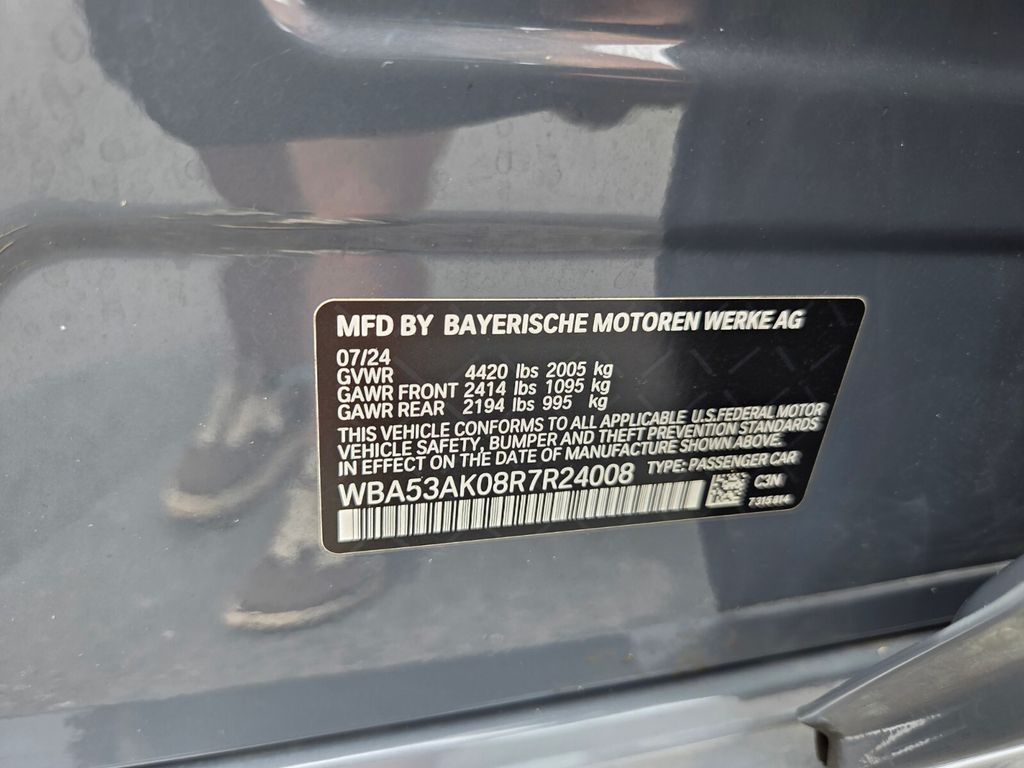 MFD BY BAYERISCHE MOTOREN WERKE AG
07/24
GVWR 4420 lbs 2005 kg
GAWR FRONT 2414 lbs 1095 kg
GAWR REAR 2194 lbs 995 kg
THIS VEHICLE CONFORMS TO ALL APPLICABLE U.S.FEDERAL MOTOR
VEHICLE SAFETY, BUMPER AND THEFT PREVENTION STANDARDS
IN EFFECT ON THE DATE OF MANUFACTURE SHOWN ABOVE.
WBA53AK08R7R24008 TYPE: PASSENGER CAR
C3N
7315814